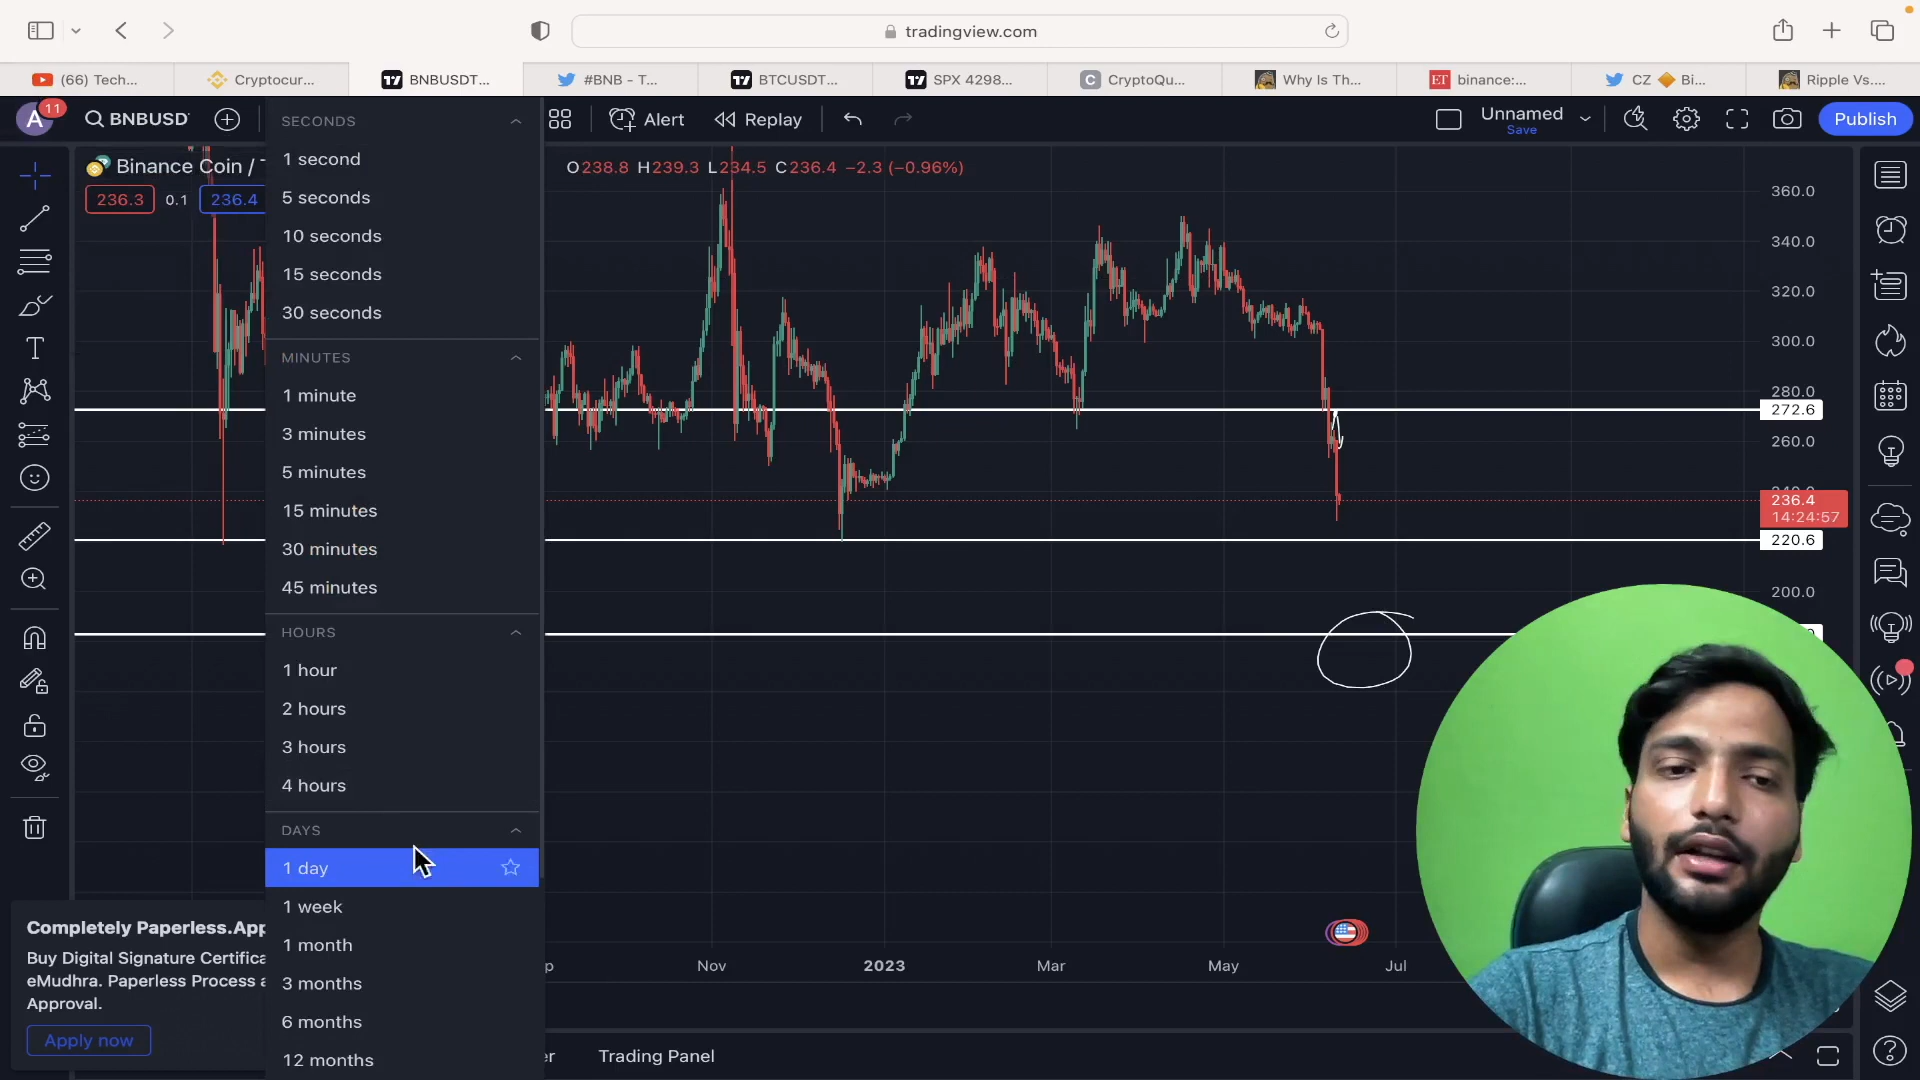 tradingview.com
(66) Tech...
Cryptocur...
BNBUSDT...
#BNB - T...
BTCUSDT...
SPX 4298...
CryptoQu...
Why Is Th...
binance:...
CZ 🔶 Bi...
Ripple Vs....
A
11
BNBUSD
Alert
Replay
Unnamed
Save
Publish
Binance Coin /
O238.8 H239.3 L234.5 C236.4 −2.3 (−0.96%)
236.3
0.1
236.4
SECONDS
1 second
5 seconds
10 seconds
15 seconds
30 seconds
MINUTES
1 minute
3 minutes
5 minutes
15 minutes
30 minutes
45 minutes
HOURS
1 hour
2 hours
3 hours
4 hours
DAYS
1 day
1 week
1 month
3 months
6 months
12 months
360.0
340.0
320.0
300.0
280.0
272.6
260.0
240.0
236.4
14:24:57
220.6
200.0
Nov
2023
Mar
May
Jul
Completely Paperless.App
Buy Digital Signature Certifica
eMudhra. Paperless Process a
Approval.
Apply now
er
Trading Panel